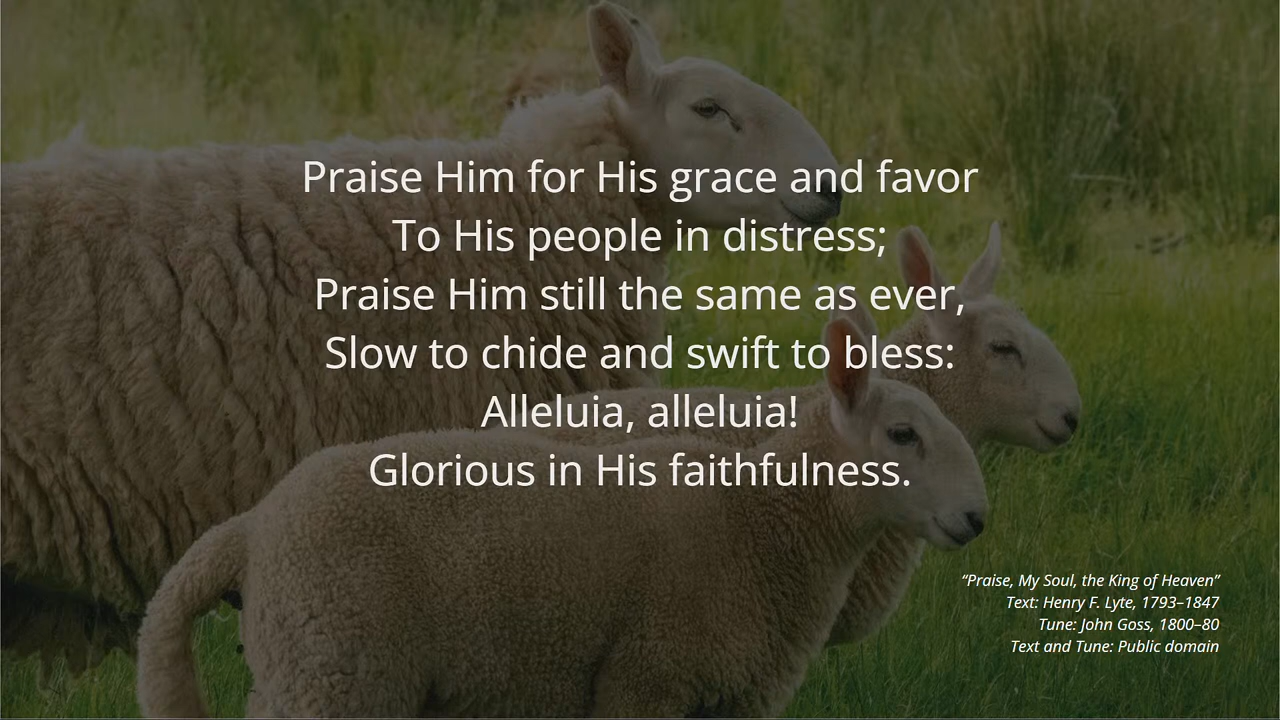 Praise Him for His grace and favor
To His people in distress;
Praise Him still the same as ever,
Slow to chide and swift to bless:
Alleluia, alleluia!
Glorious in His faithfulness.
“Praise, My Soul, the King of Heaven”
Text: Henry F. Lyte, 1793–1847
Tune: John Goss, 1800–80
Text and Tune: Public domain